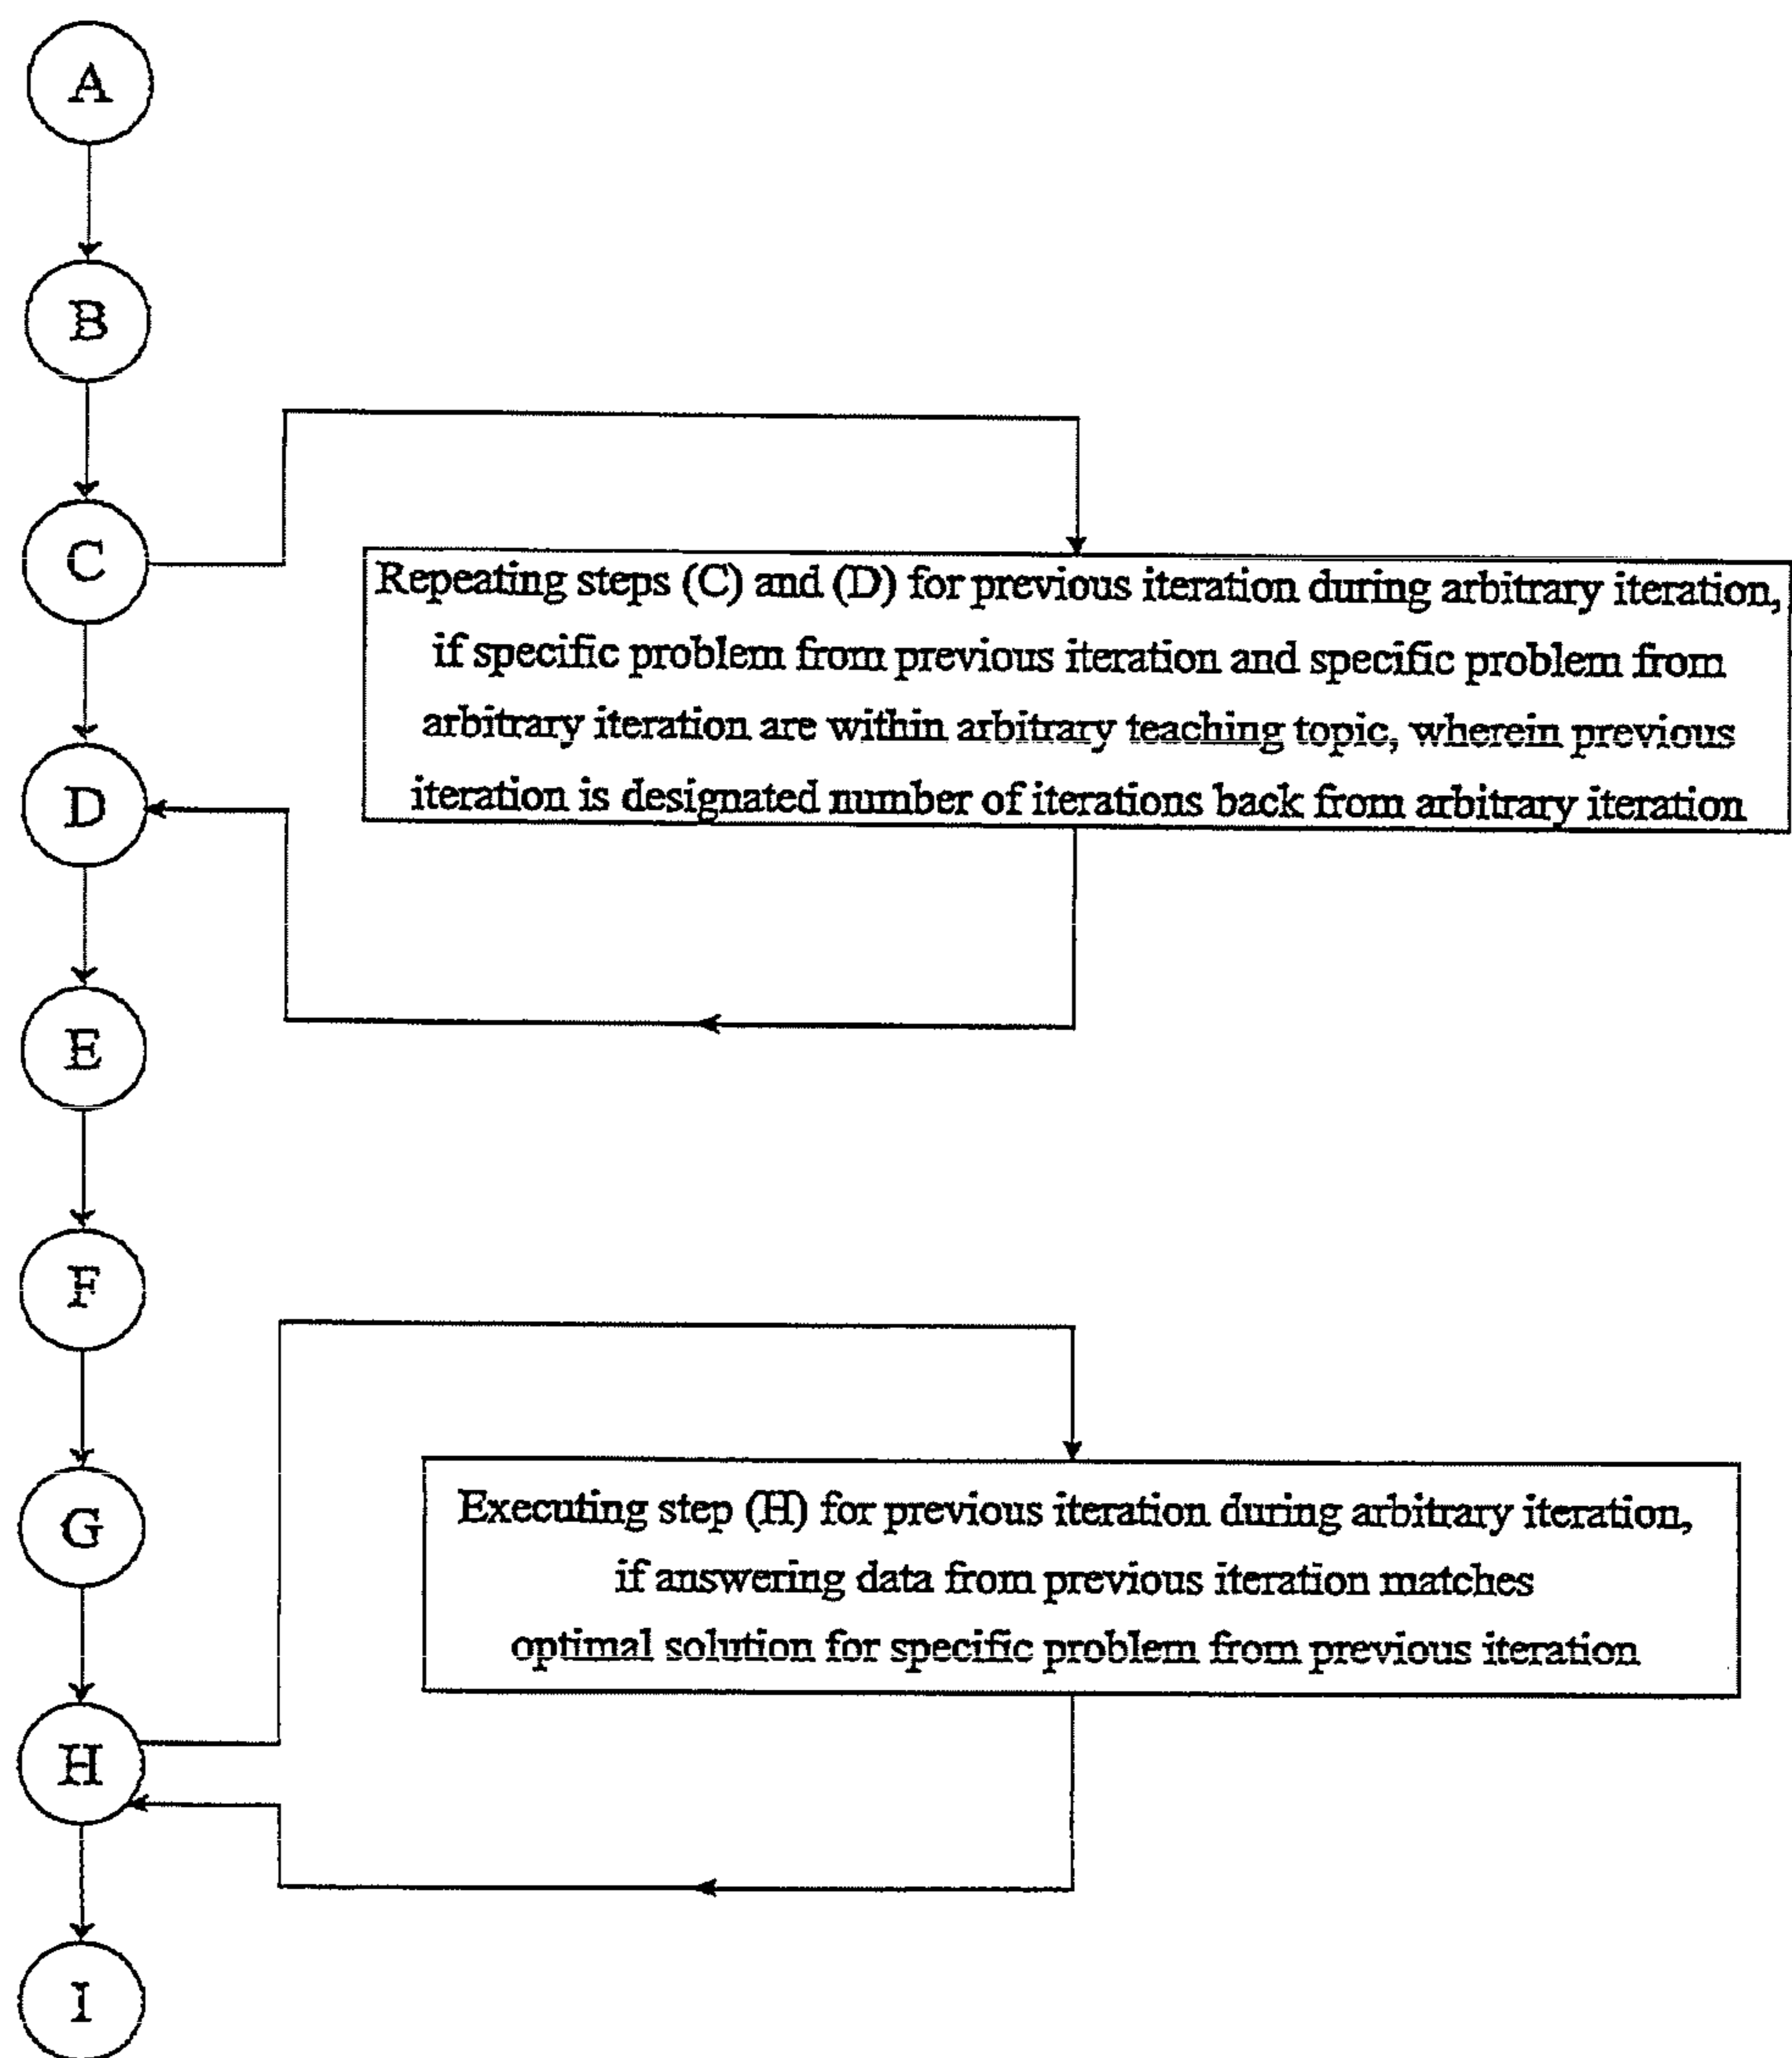 A
B
C
Repeating steps (C) and (D) for previous iteration during arbitrary iteration,
if specific problem from previous iteration and specific problem from
arbitrary iteration are within arbitrary teaching topic, wherein previous
iteration is designated number of iterations back from arbitrary iteration
D
E
F
G
Executing step (H) for previous iteration during arbitrary iteration,
if answering data from previous iteration matches
optimal solution for specific problem from previous iteration
H
I